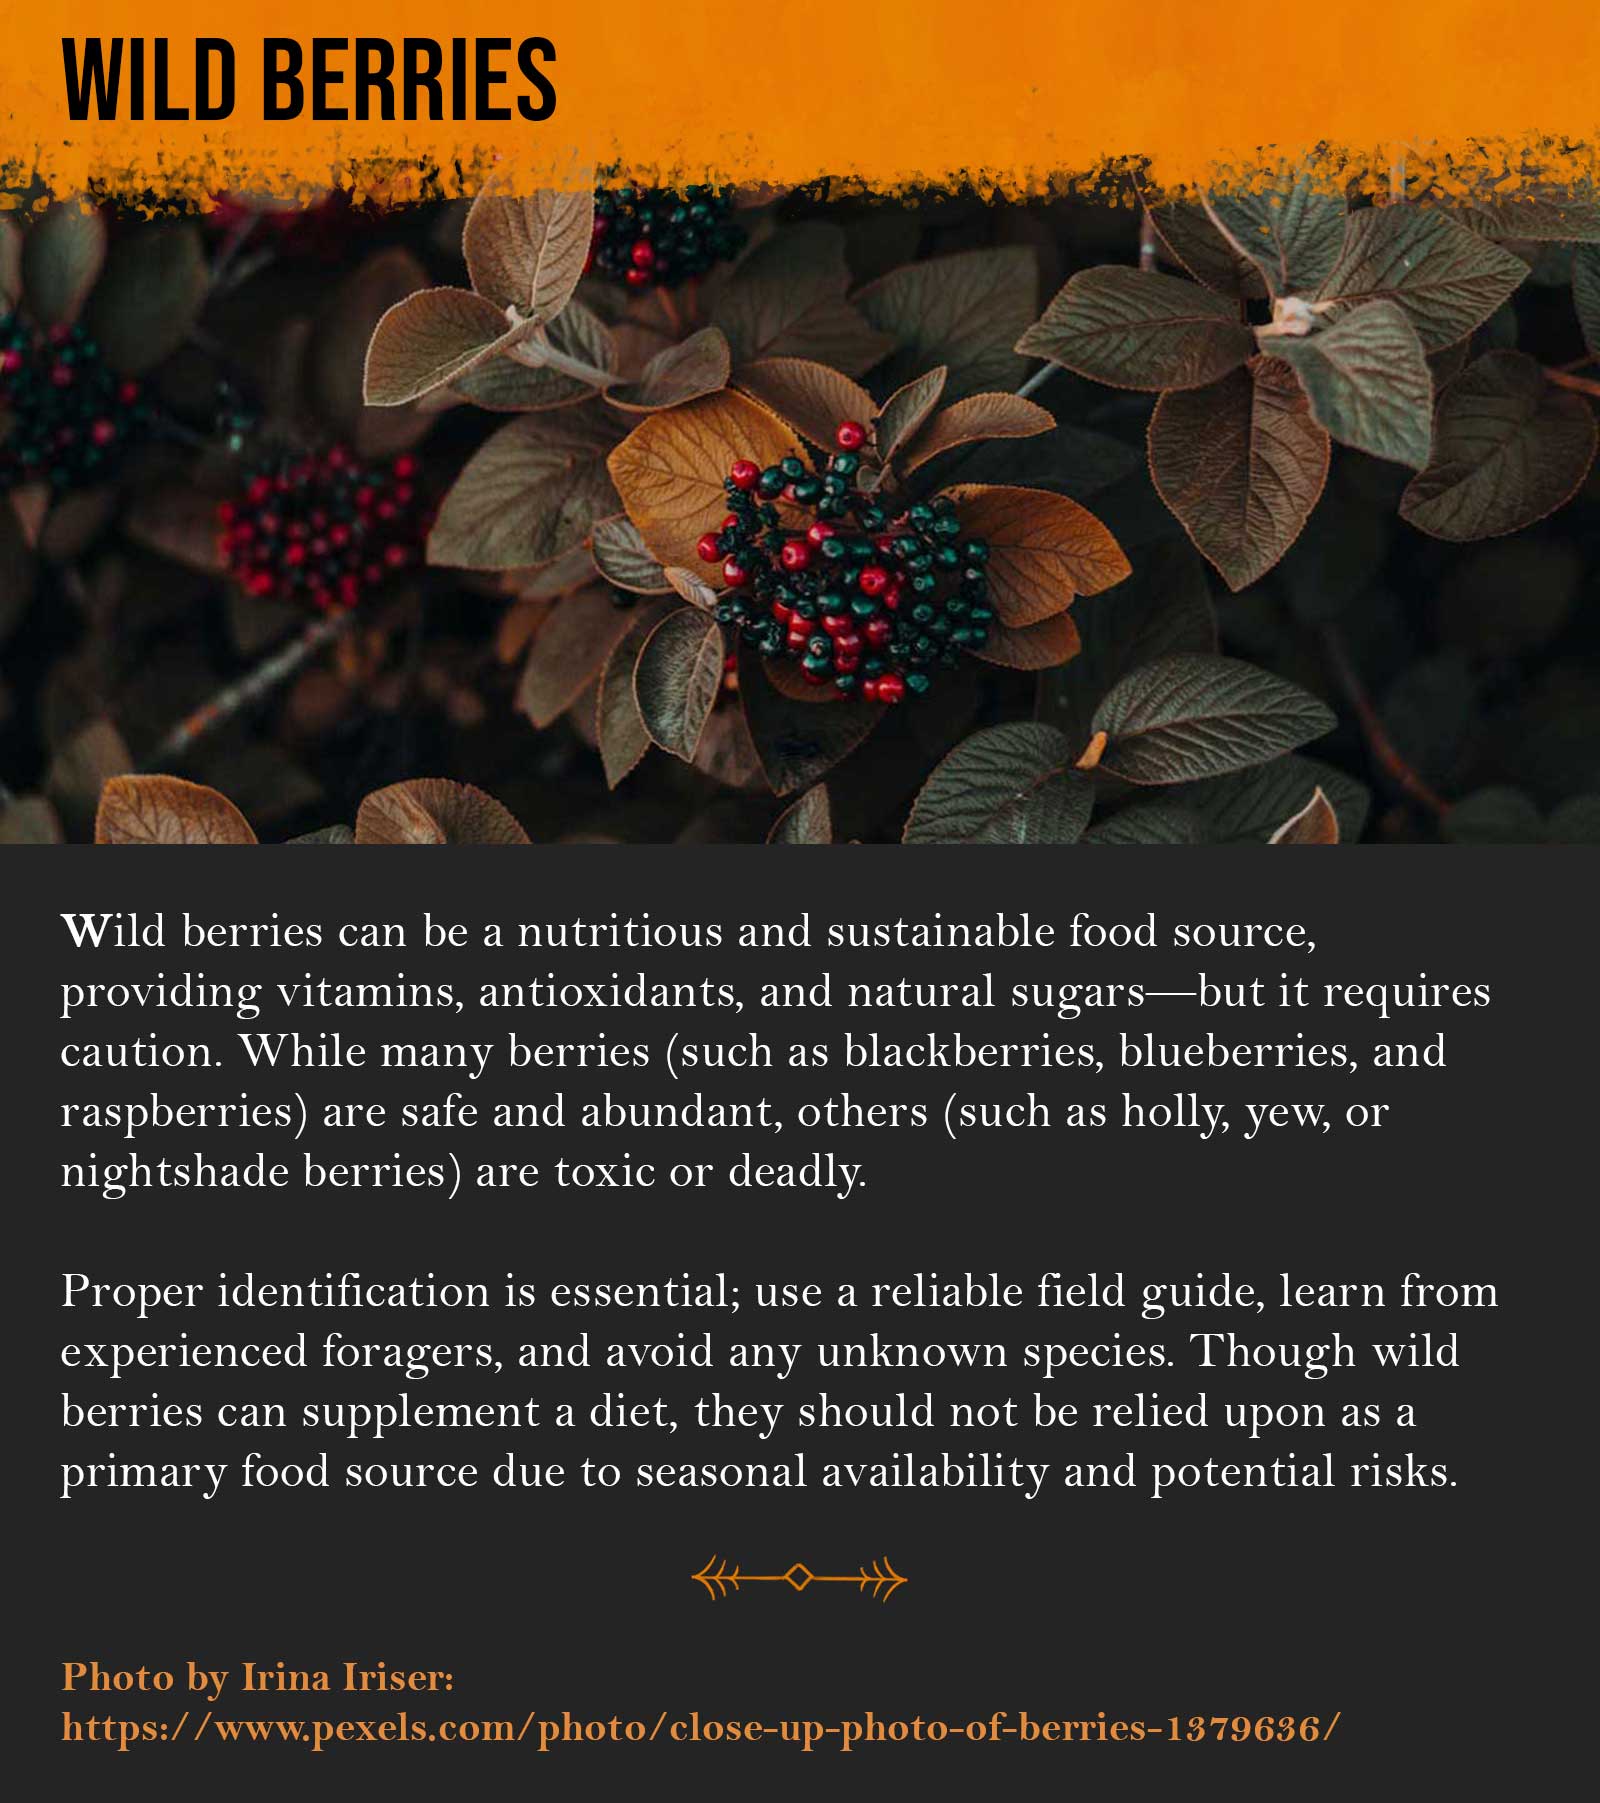 WILD BERRIES
Wild berries can be a nutritious and sustainable food source,
providing vitamins, antioxidants, and natural sugars—but it requires
caution. While many berries (such as blackberries, blueberries, and
raspberries) are safe and abundant, others (such as holly, yew, or
nightshade berries) are toxic or deadly.
Proper identification is essential; use a reliable field guide, learn from
experienced foragers, and avoid any unknown species. Though wild
berries can supplement a diet, they should not be relied upon as a
primary food source due to seasonal availability and potential risks.
Photo by Irina Iriser:
https://www.pexels.com/photo/close-up-photo-of-berries-1379636/